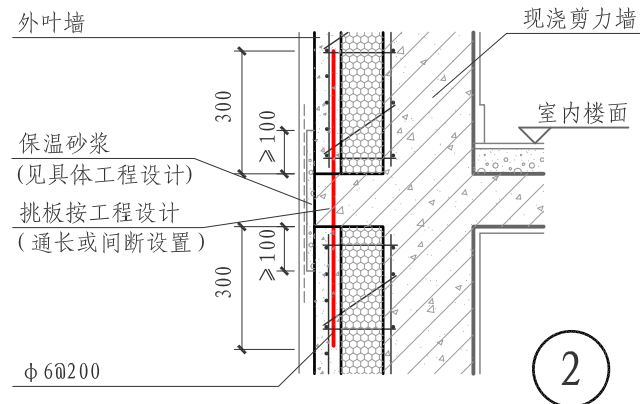 外叶墙
现浇剪力墙
300
≥100
室内楼面
保温砂浆
(见具体工程设计)
挑板按工程设计
(通长或间断设置)
≥100
300
ϕ6@200
2